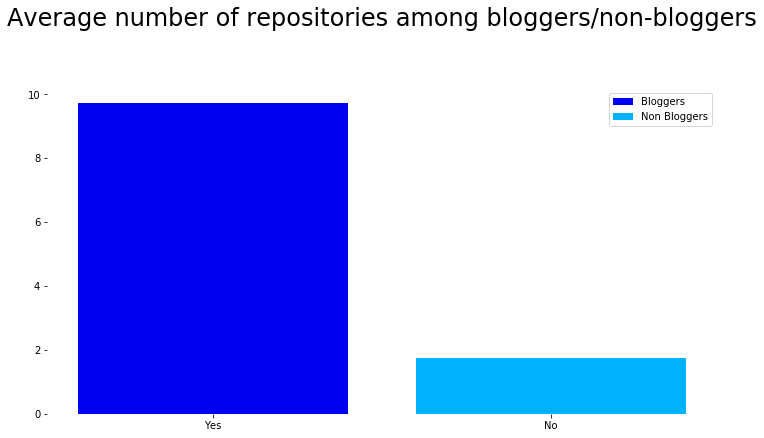 Average number of repositories among bloggers/non-bloggers
10
Bloggers
Non Bloggers
8
6
4
2
0
Yes
No